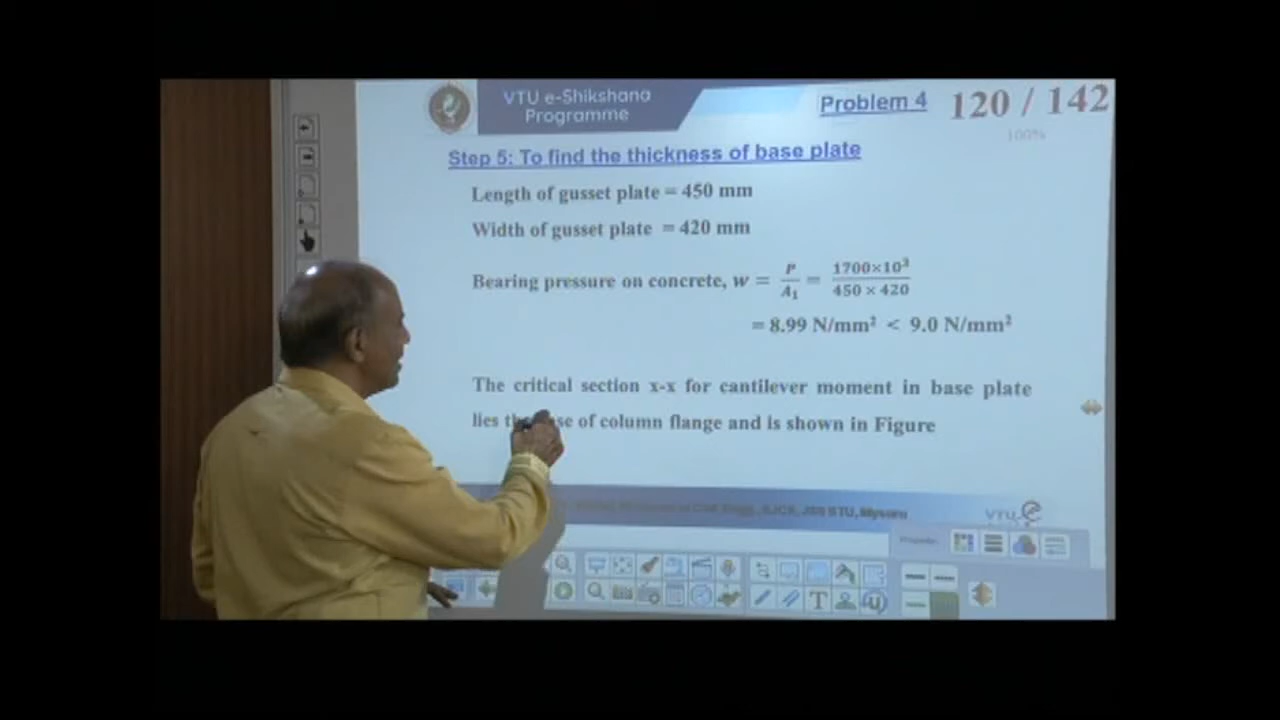 VTU e-Shikshana
Programme
Problem 4
120 / 142
100%
Step 5: To find the thickness of base plate
Length of gusset plate = 450 mm
Width of gusset plate = 420 mm
Bearing pressure on concrete, w = P/A₁ = 1700×10³/450 × 420
= 8.99 N/mm² < 9.0 N/mm²
The critical section x-x for cantilever moment in base plate
lies of column flange and is shown in Figure
Mysuru
VTU